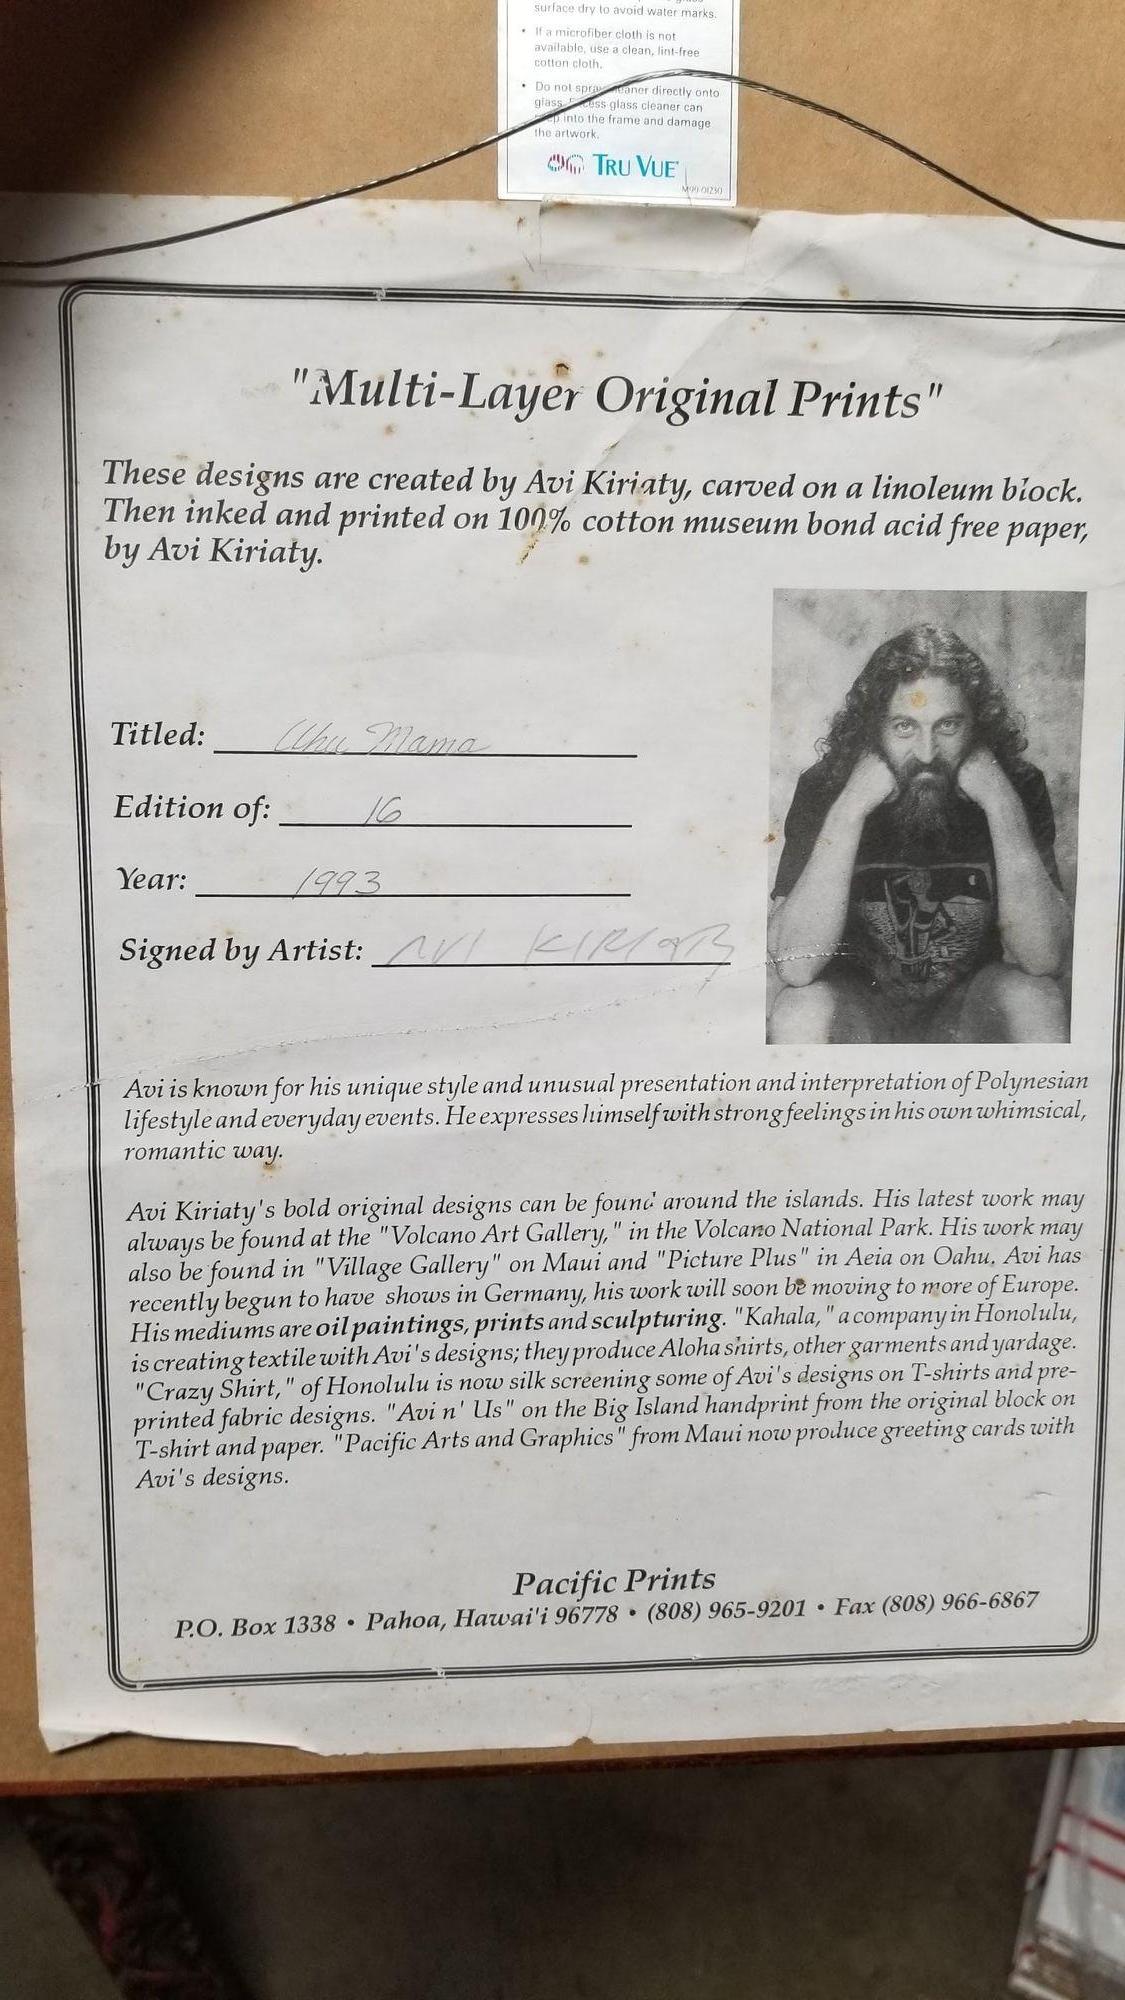 surface dry to avoid water marks.
• If a microfiber cloth is not
available, use a clean, lint-free
cotton cloth.
• Do not spray cleaner directly onto
glass. Excess glass cleaner can
into the frame and damage
the artwork.
TRU VUE
"Multi-Layer Original Prints"
These designs are created by Avi Kiriaty, carved on a linoleum block.
Then inked and printed on 100% cotton museum bond acid free paper,
by Avi Kiriaty.
Titled: Uhu Mama
Edition of: 16
Year: 1993
Signed by Artist: AVI KIRIATY
Avi is known for his unique style and unusual presentation and interpretation of Polynesian
lifestyle and everyday events. He expresses himself with strong feelings in his own whimsical,
romantic way.
Avi Kiriaty's bold original designs can be found around the islands. His latest work may
always be found at the "Volcano Art Gallery," in the Volcano National Park. His work may
also be found in "Village Gallery" on Maui and "Picture Plus" in Aeia on Oahu. Avi has
recently begun to have shows in Germany, his work will soon be moving to more of Europe.
His mediums are oil paintings, prints and sculpturing. "Kahala," a company in Honolulu,
is creating textile with Avi's designs; they produce Aloha shirts, other garments and yardage.
"Crazy Shirt," of Honolulu is now silk screening some of Avi's designs on T-shirts and pre-
printed fabric designs. "Avi n' Us" on the Big Island handprint from the original block on
T-shirt and paper. "Pacific Arts and Graphics" from Maui now produce greeting cards with
Avi's designs.
Pacific Prints
P.O. Box 1338 • Pahoa, Hawai'i 96778 • (808) 965-9201 • Fax (808) 966-6867